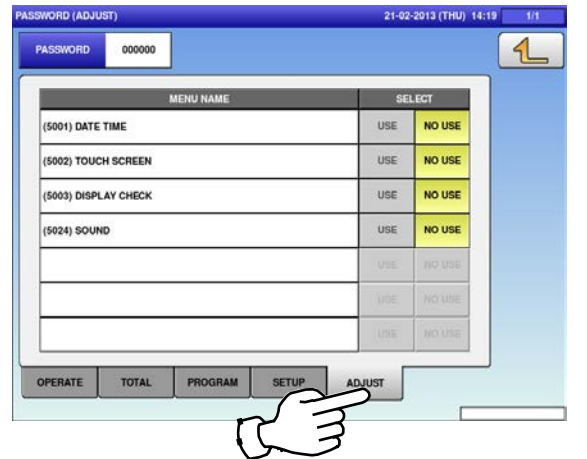 PASSWORD (ADJUST) 21-02-2013 (THU) 14:19 1/1
PASSWORD 000000
MENU NAME SELECT
(5001) DATE TIME USE NO USE
(5002) TOUCH SCREEN USE NO USE
(5003) DISPLAY CHECK USE NO USE
(5024) SOUND USE NO USE
USE NO USE
USE NO USE
USE NO USE
OPERATE TOTAL PROGRAM SETUP ADJUST